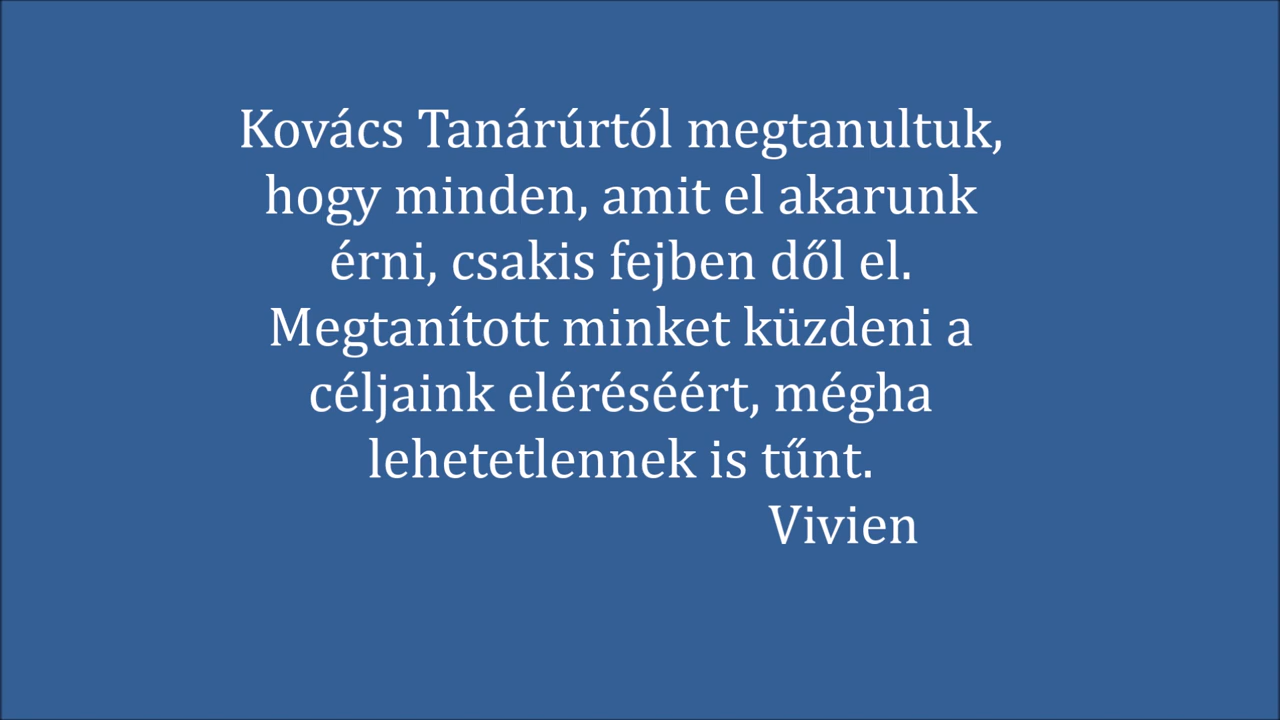 Kovács Tanárúrtól megtanultuk,
hogy minden, amit el akarunk
érni, csakis fejben dől el.
Megtanított minket küzdeni a
céljaink eléréséért, mégha
lehetetlennek is tűnt.
Vivien